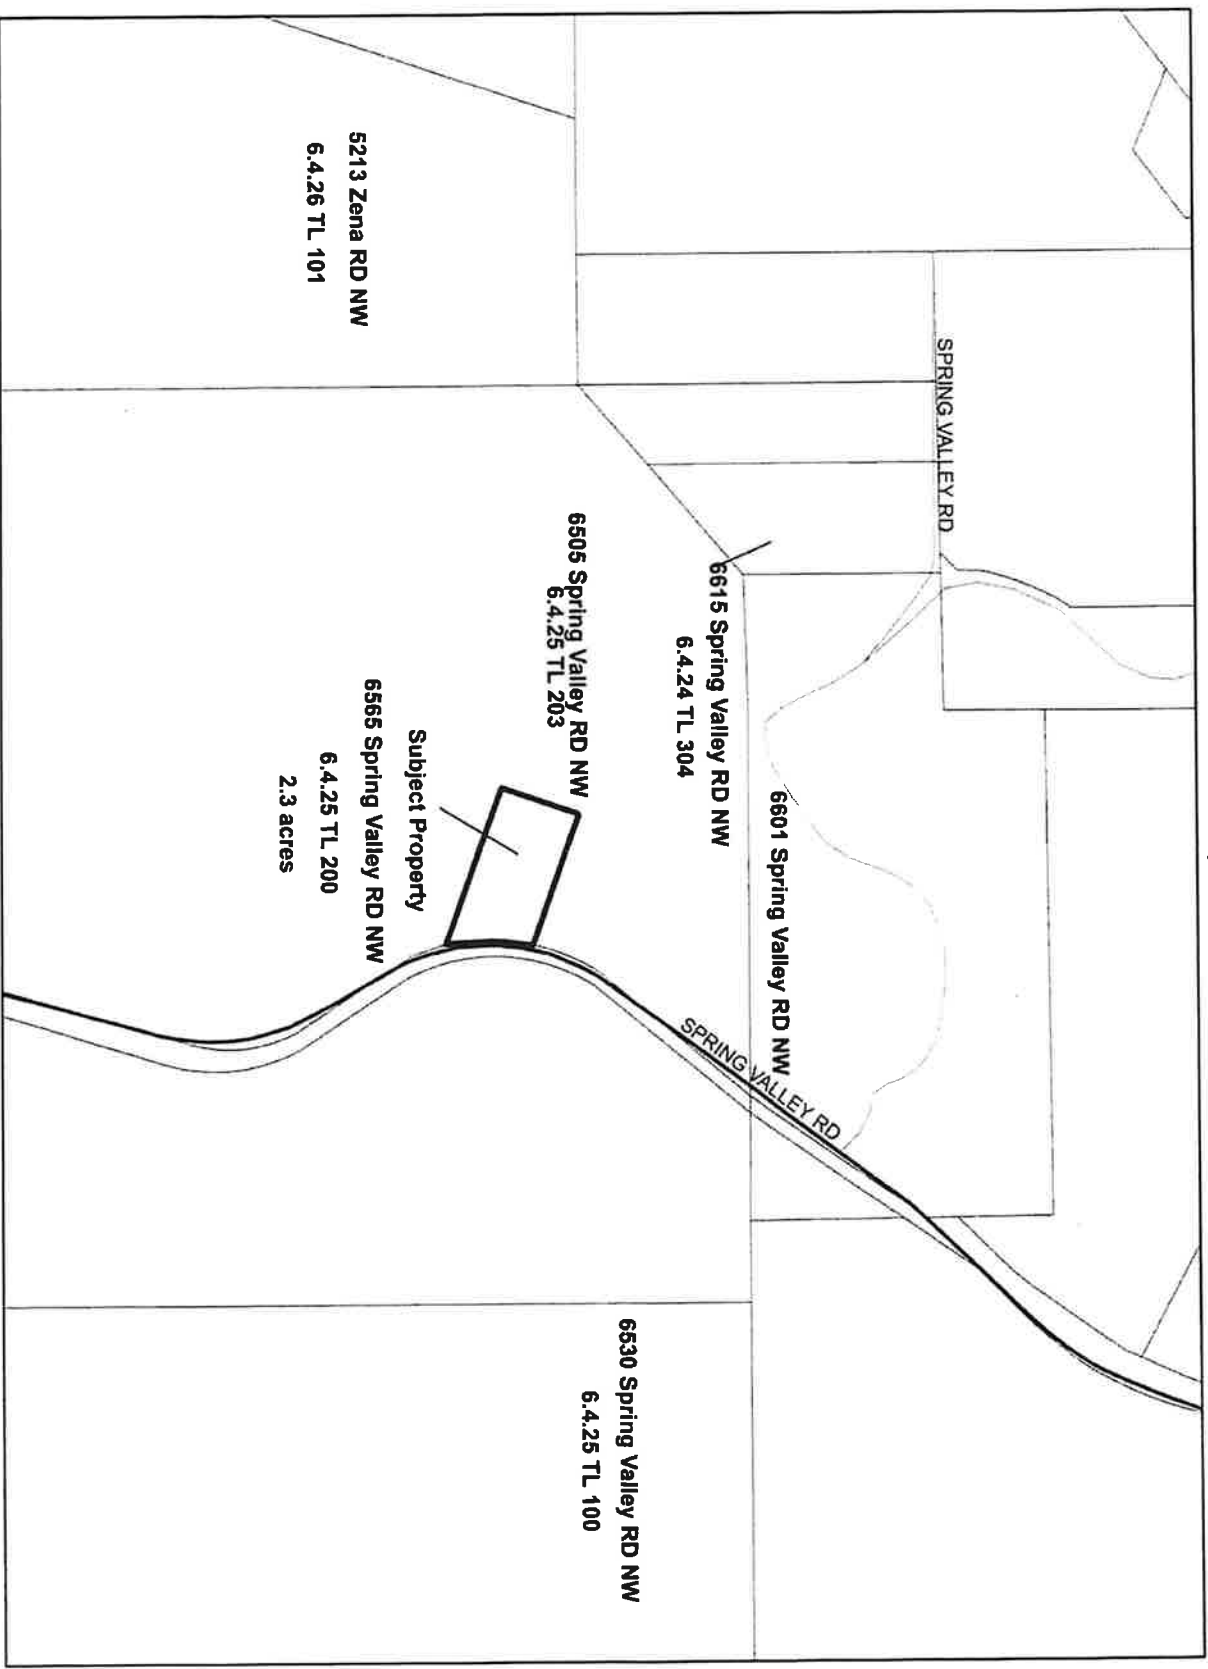 SPRING VALLEY RD
6601 Spring Valley RD NW
SPRING VALLEY RD
6615 Spring Valley RD NW
6.4.24 TL 304
6530 Spring Valley RD NW
6.4.25 TL 100
6505 Spring Valley RD NW
6.4.25 TL 203
Subject Property
6565 Spring Valley RD NW
6.4.25 TL 200
2.3 acres
5213 Zena RD NW
6.4.26 TL 101